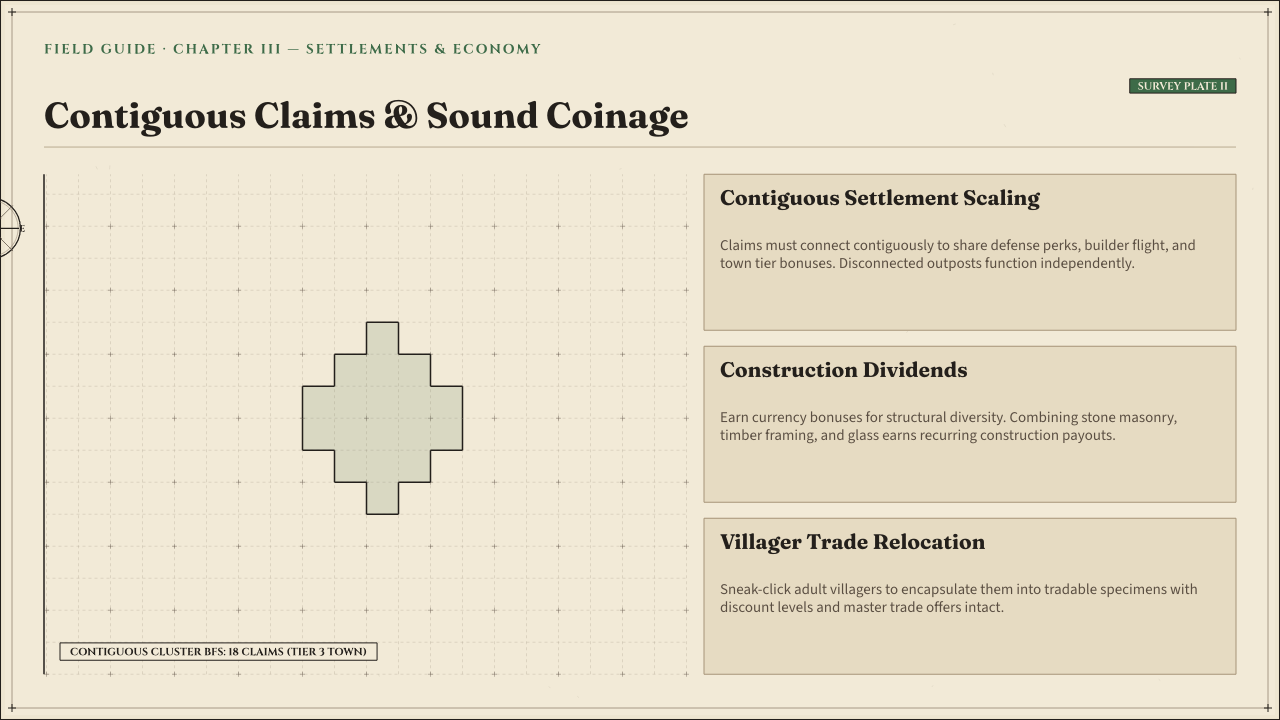 FIELD GUIDE · CHAPTER III — SETTLEMENTS & ECONOMY
SURVEY PLATE II
Contiguous Claims & Sound Coinage
E
Contiguous Settlement Scaling
Claims must connect contiguously to share defense perks, builder flight, and
town tier bonuses. Disconnected outposts function independently.
Construction Dividends
Earn currency bonuses for structural diversity. Combining stone masonry,
timber framing, and glass earns recurring construction payouts.
Villager Trade Relocation
Sneak-click adult villagers to encapsulate them into tradable specimens with
discount levels and master trade offers intact.
CONTIGUOUS CLUSTER BFS: 18 CLAIMS (TIER 3 TOWN)